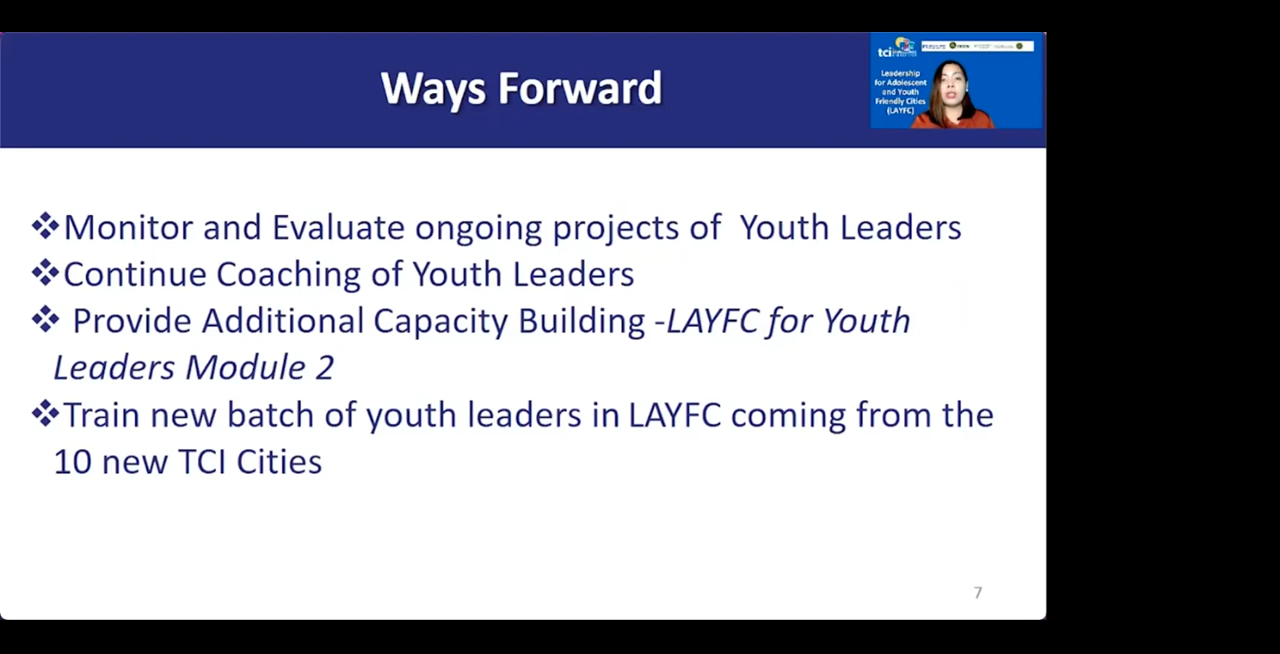 Ways Forward
tci
Leadership
for Adolescent
and Youth
Friendly Cities
(LAYFC)
❖Monitor and Evaluate ongoing projects of  Youth Leaders
❖Continue Coaching of Youth Leaders
❖ Provide Additional Capacity Building -LAYFC for Youth
Leaders Module 2
❖Train new batch of youth leaders in LAYFC coming from the
10 new TCI Cities
7